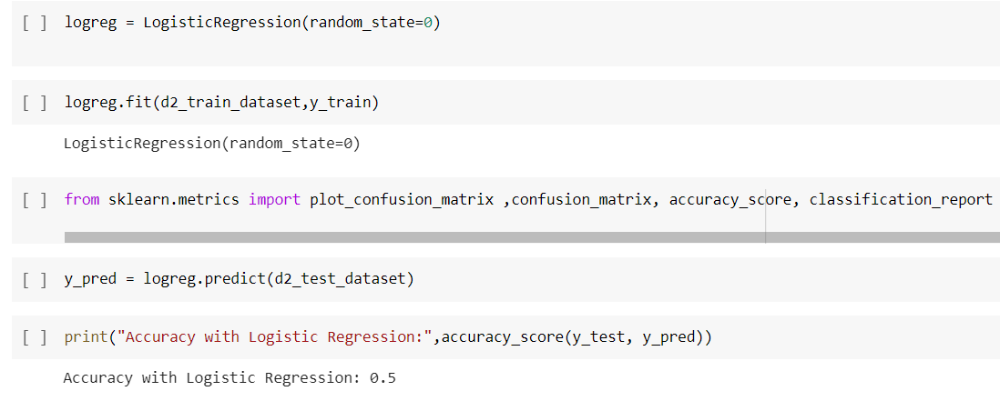 [ ] logreg = LogisticRegression(random_state=0)
[ ] logreg.fit(d2_train_dataset,y_train)
LogisticRegression(random_state=0)
[ ] from sklearn.metrics import plot_confusion_matrix ,confusion_matrix, accuracy_score, classification_report
[ ] y_pred = logreg.predict(d2_test_dataset)
[ ] print("Accuracy with Logistic Regression:",accuracy_score(y_test, y_pred))
Accuracy with Logistic Regression: 0.5